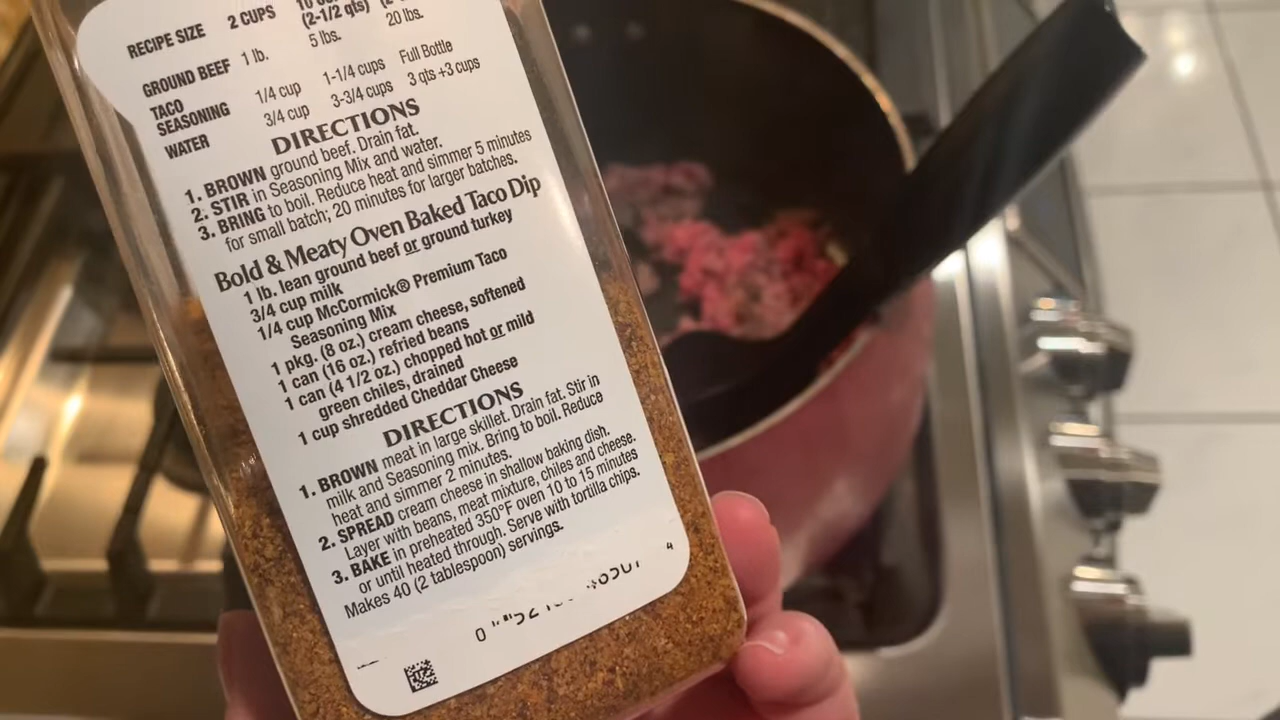 RECIPE SIZE 2 CUPS
(2-1/2 qts)
GROUND BEEF 1 lb. 5 lbs. 20 lbs.
TACO
SEASONING 1/4 cup 1-1/4 cups Full Bottle
WATER 3/4 cup 3-3/4 cups 3 qts +3 cups
DIRECTIONS
1. BROWN ground beef. Drain fat.
2. STIR in Seasoning Mix and water.
3. BRING to boil. Reduce heat and simmer 5 minutes
for small batch; 20 minutes for larger batches.
Bold & Meaty Oven Baked Taco Dip
1 lb. lean ground beef or ground turkey
3/4 cup milk
1/4 cup McCormick® Premium Taco
Seasoning Mix
1 pkg. (8 oz.) cream cheese, softened
1 can (16 oz.) refried beans
1 can (4 1/2 oz.) chopped hot or mild
green chiles, drained
1 cup shredded Cheddar Cheese
DIRECTIONS
1. BROWN meat in large skillet. Drain fat. Stir in
milk and Seasoning mix. Bring to boil. Reduce
heat and simmer 2 minutes.
2. SPREAD cream cheese in shallow baking dish.
Layer with beans, meat mixture, chiles and cheese.
3. BAKE in preheated 350°F oven 10 to 15 minutes
or until heated through. Serve with tortilla chips.
Makes 40 (2 tablespoon) servings.
4